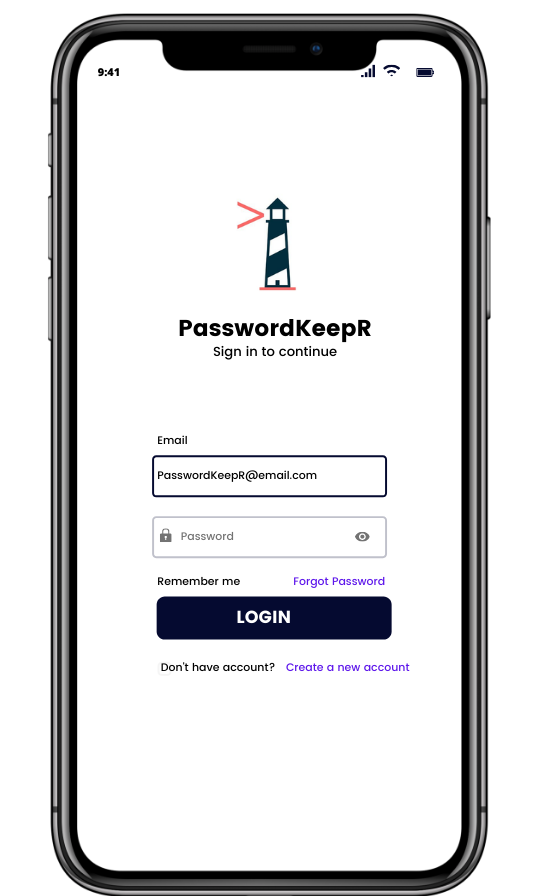 9:41
PasswordKeepR
Sign in to continue
Email
PasswordKeepR@email.com
Password
Remember me Forgot Password
LOGIN
Don't have account? Create a new account